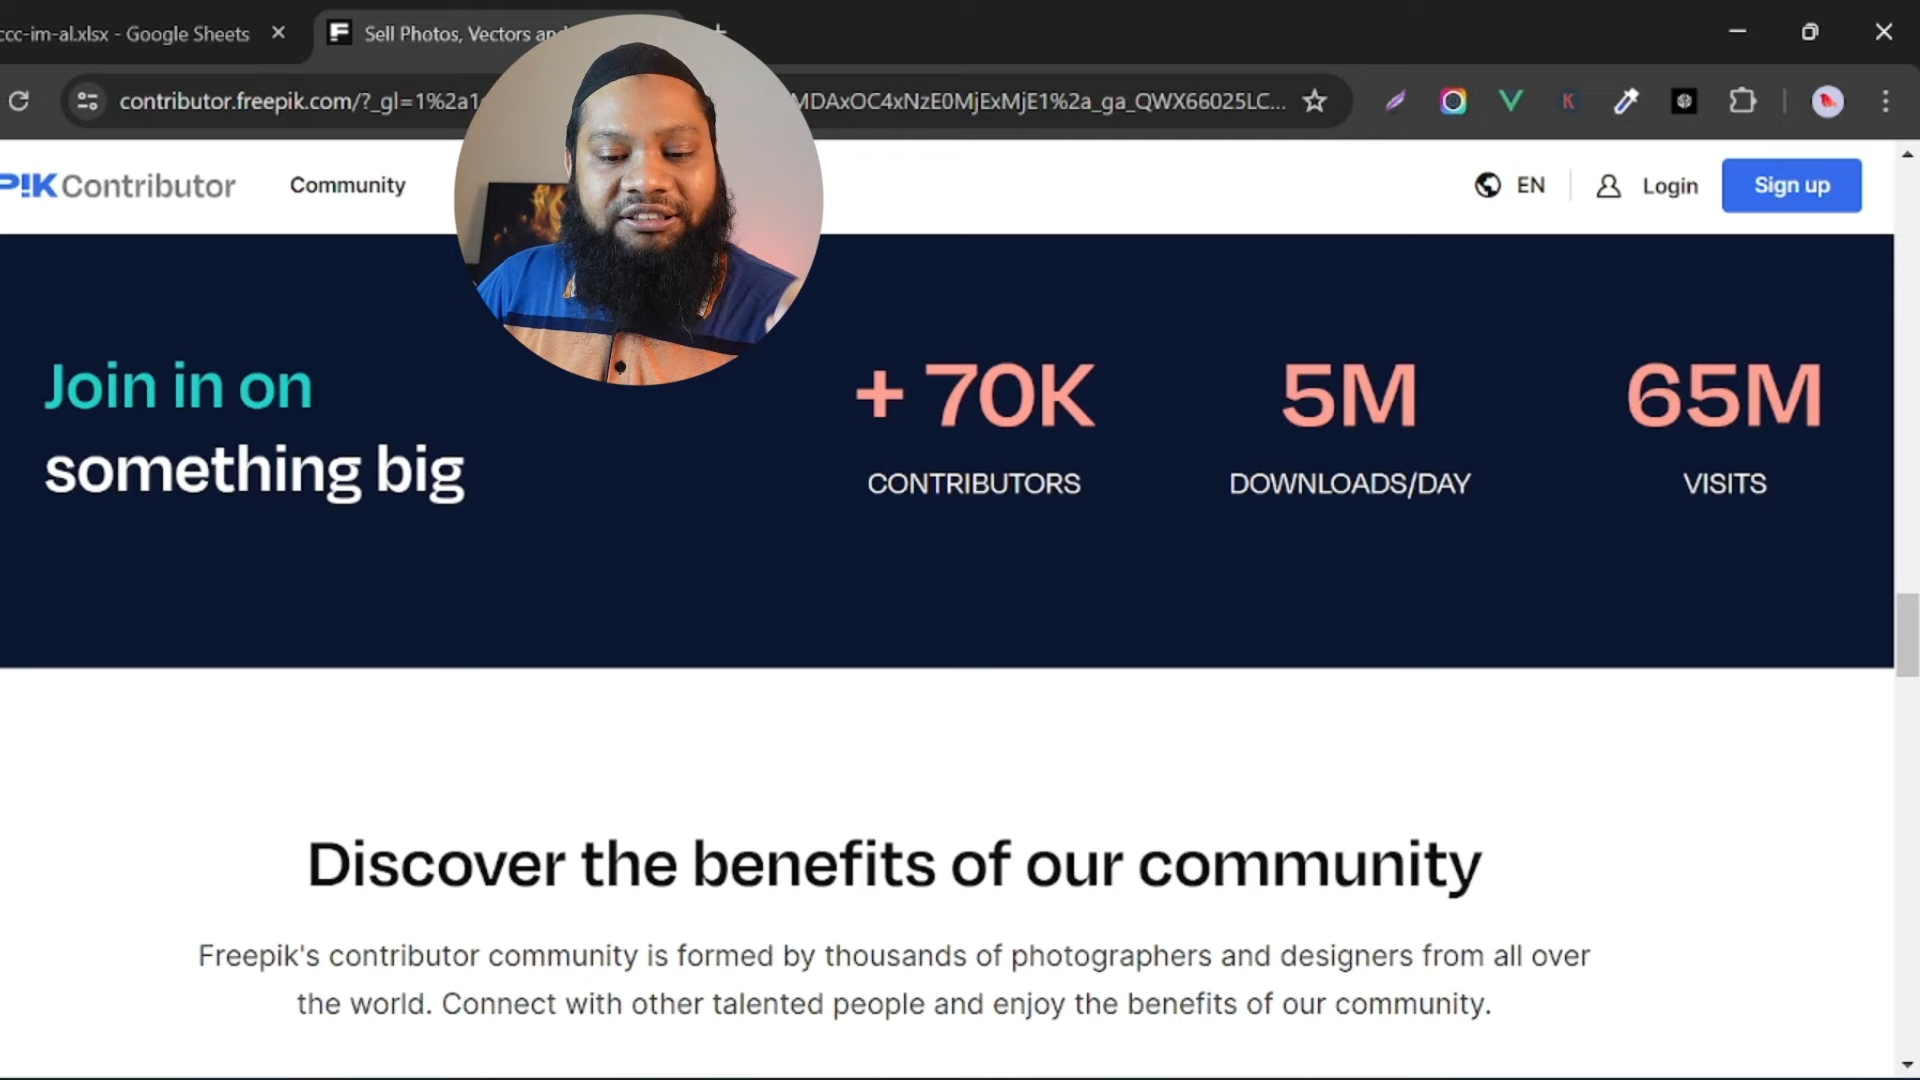 ccc-im-al.xlsx - Google Sheets
Sell Photos, Vectors
contributor.freepik.com/?_gl=1%2a1 MDAxOC4xNzE0MjExMjE1%2a_ga_QWX66025LC...
PIK Contributor
Community
EN
Login
Sign up
Join in on
something big
+ 70K
5M
65M
CONTRIBUTORS
DOWNLOADS/DAY
VISITS
Discover the benefits of our community
Freepik's contributor community is formed by thousands of photographers and designers from all over
the world. Connect with other talented people and enjoy the benefits of our community.